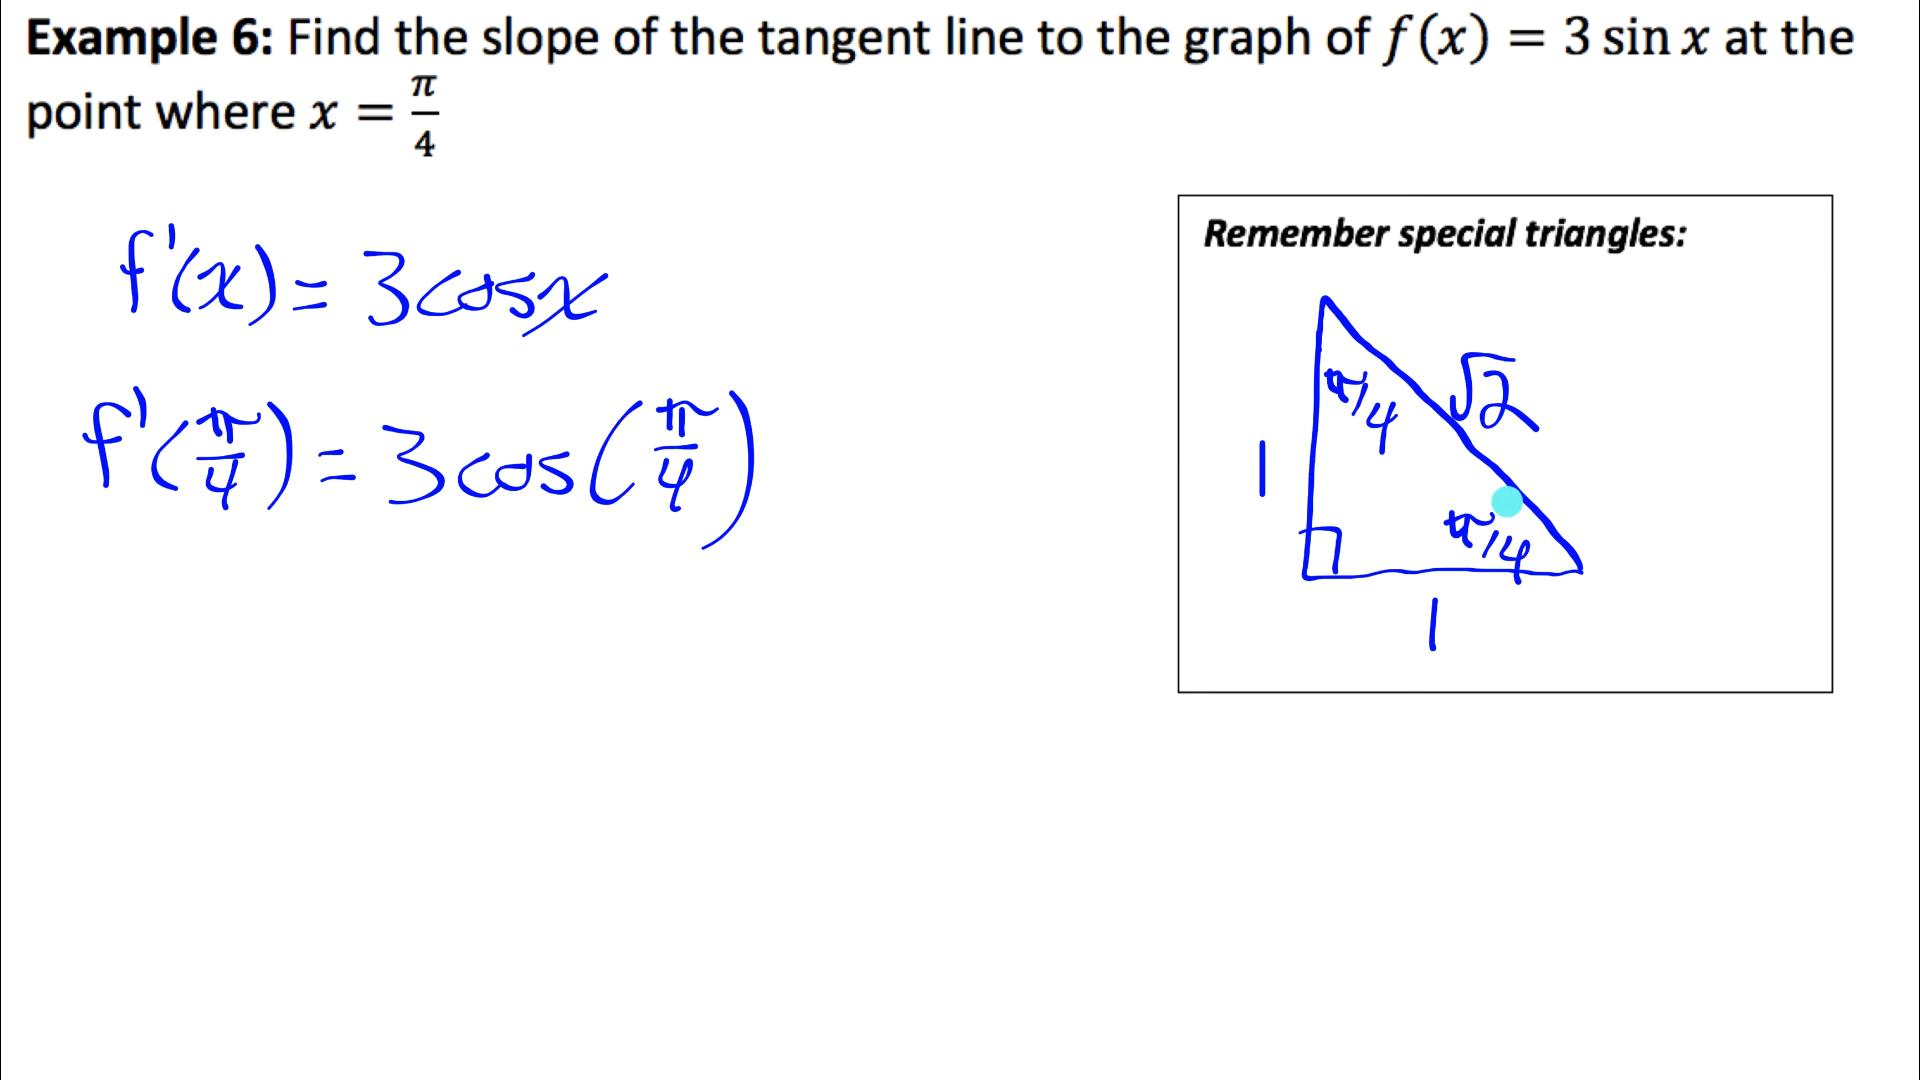 Example 6: Find the slope of the tangent line to the graph of f(x) = 3 sin x at the
point where x = π/4
f'(x) = 3cosx
f'(π/4) = 3cos(π/4)
Remember special triangles:
π/4
√2
1
π/4
1